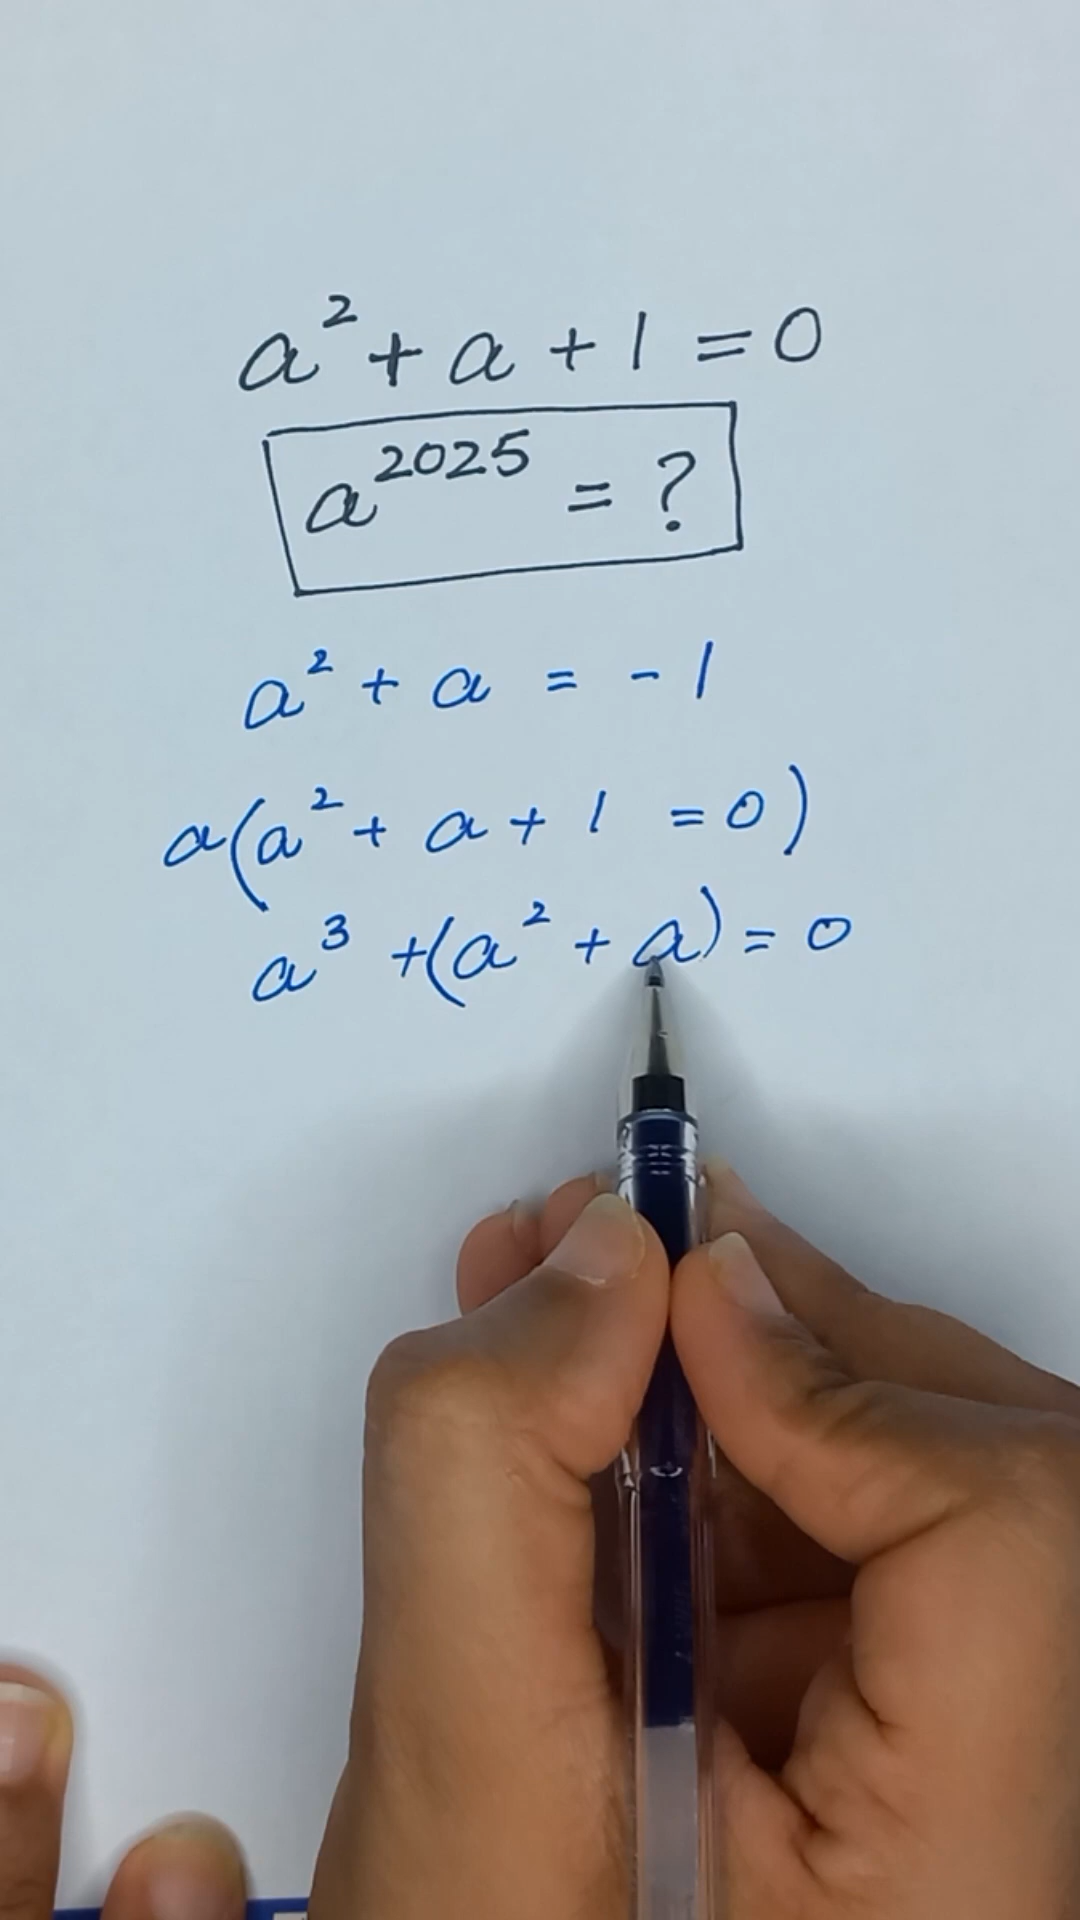 a² + a + 1 = 0
a²⁰²⁵ = ?
a² + a = - 1
a(a² + a + 1 = 0)
a³ +(a² + a) = 0